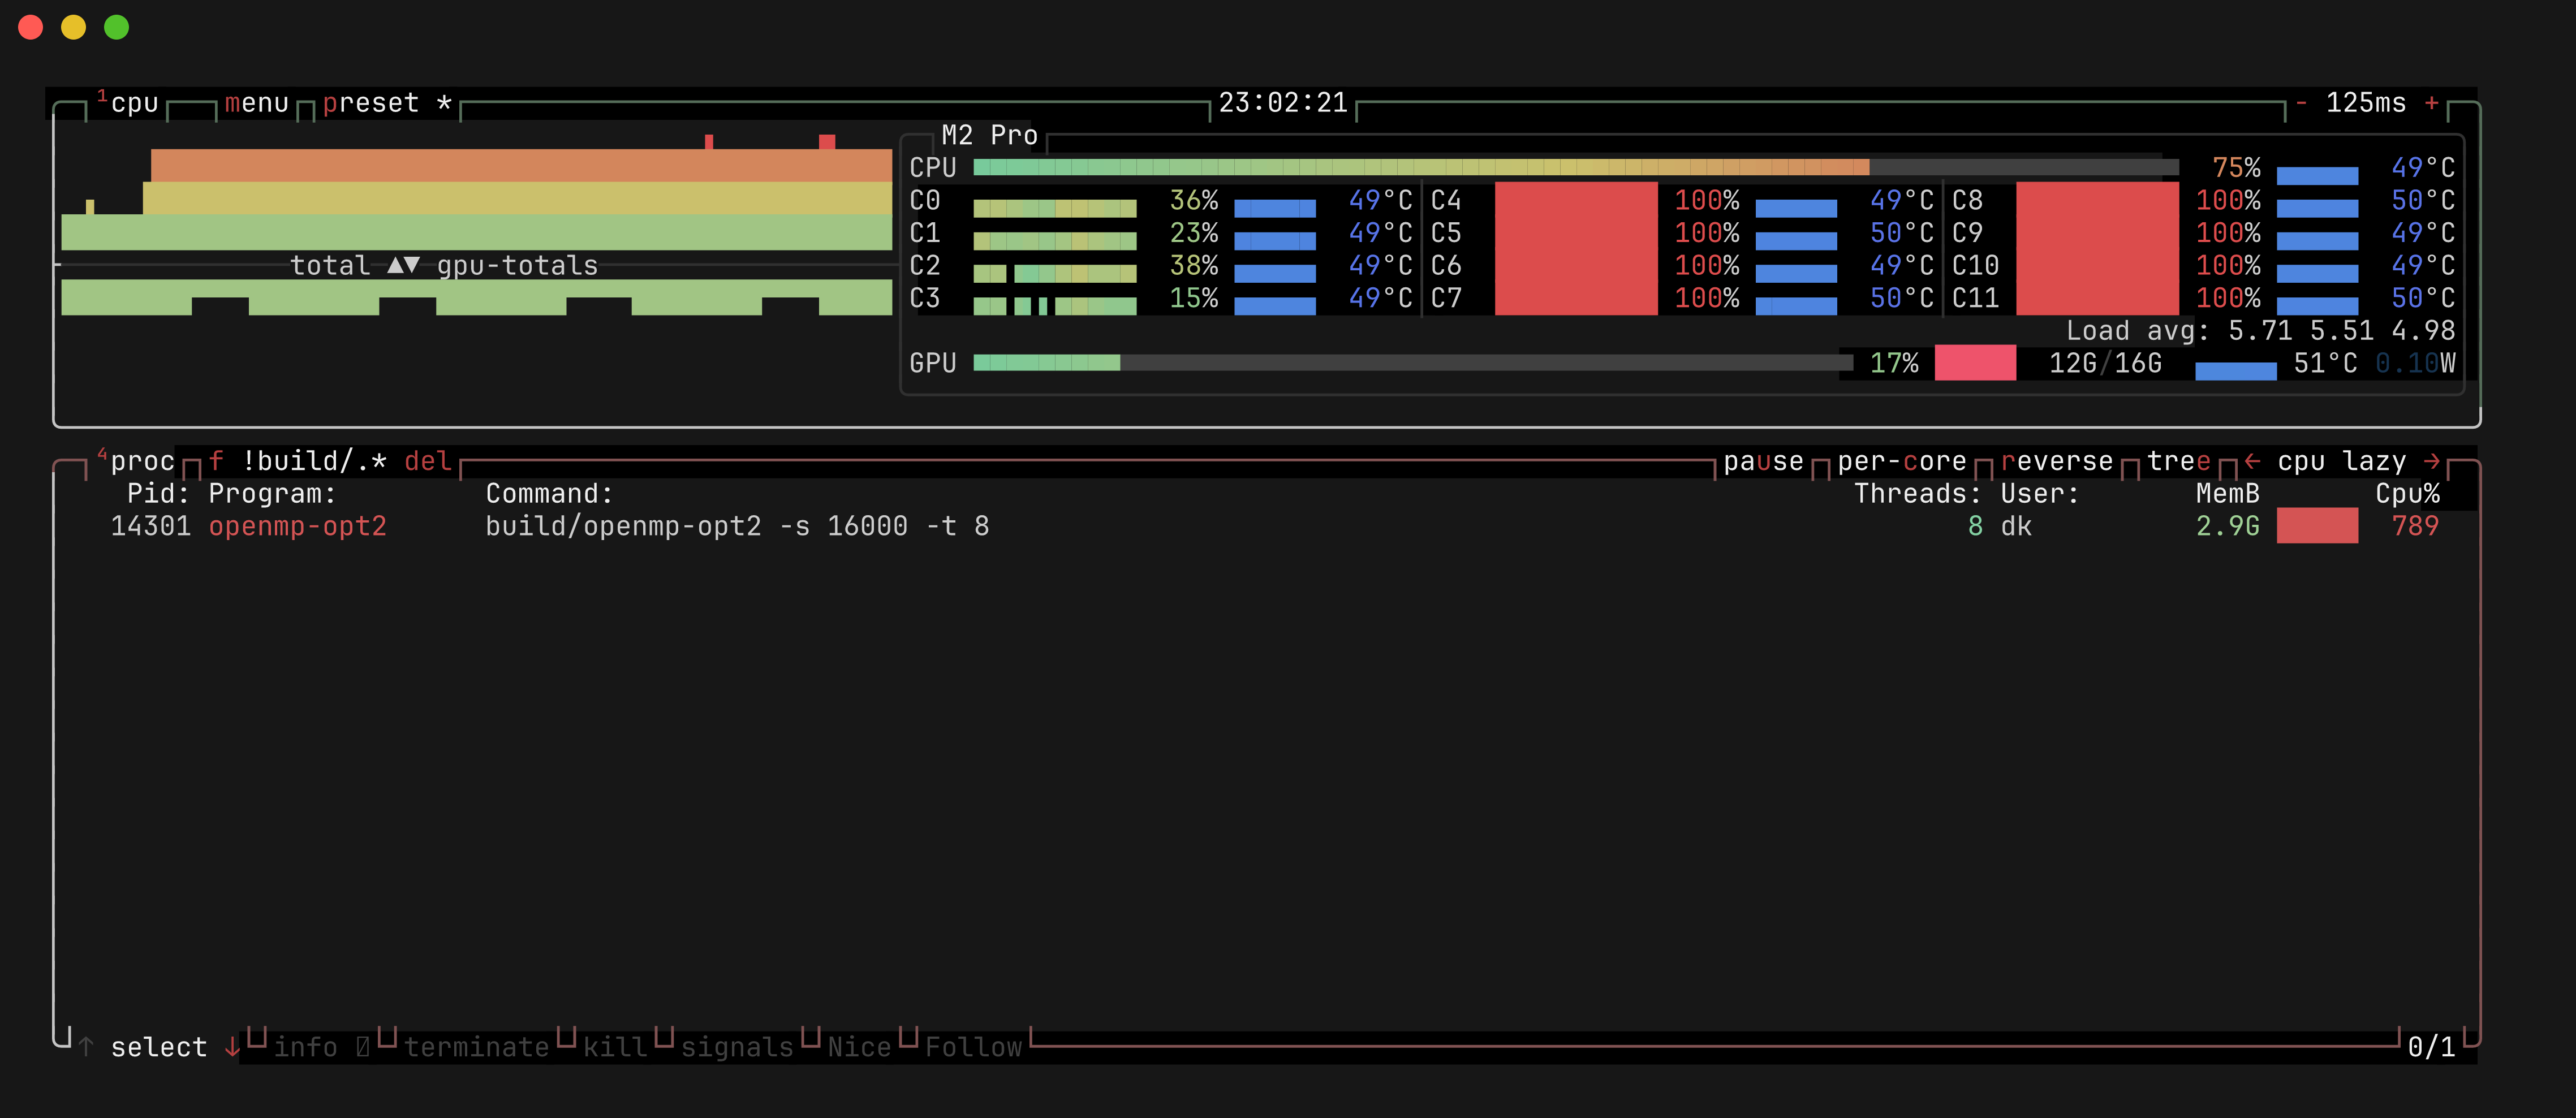 ¹cpu menu preset * 23:02:21 - 125ms +
M2 Pro
CPU 75% 49°C
C0 36% 49°C C4 100% 49°C C8 100% 50°C
C1 23% 49°C C5 100% 50°C C9 100% 49°C
total ▲▼ gpu-totals
C2 38% 49°C C6 100% 49°C C10 100% 49°C
C3 15% 49°C C7 100% 50°C C11 100% 50°C
Load avg: 5.71 5.51 4.98
GPU 17% 12G/16G 51°C 0.10W
⁴proc f !build/.* del pause per-core reverse tree ← cpu lazy →
Pid: Program: Command: Threads: User: MemB Cpu%
14301 openmp-opt2 build/openmp-opt2 -s 16000 -t 8 8 dk 2.9G 789
↑ select ↓ info terminate kill signals Nice Follow 0/1